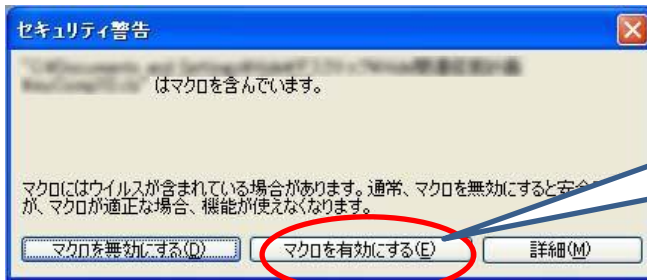 セキュリティ警告
はマクロを含んでいます。
マクロにはウイルスが含まれている場合があります。通常、マクロを無効にすると安全
が、マクロが適正な場合、機能が使えなくなります。
マクロを無効にする(D) マクロを有効にする(E) 詳細(M)